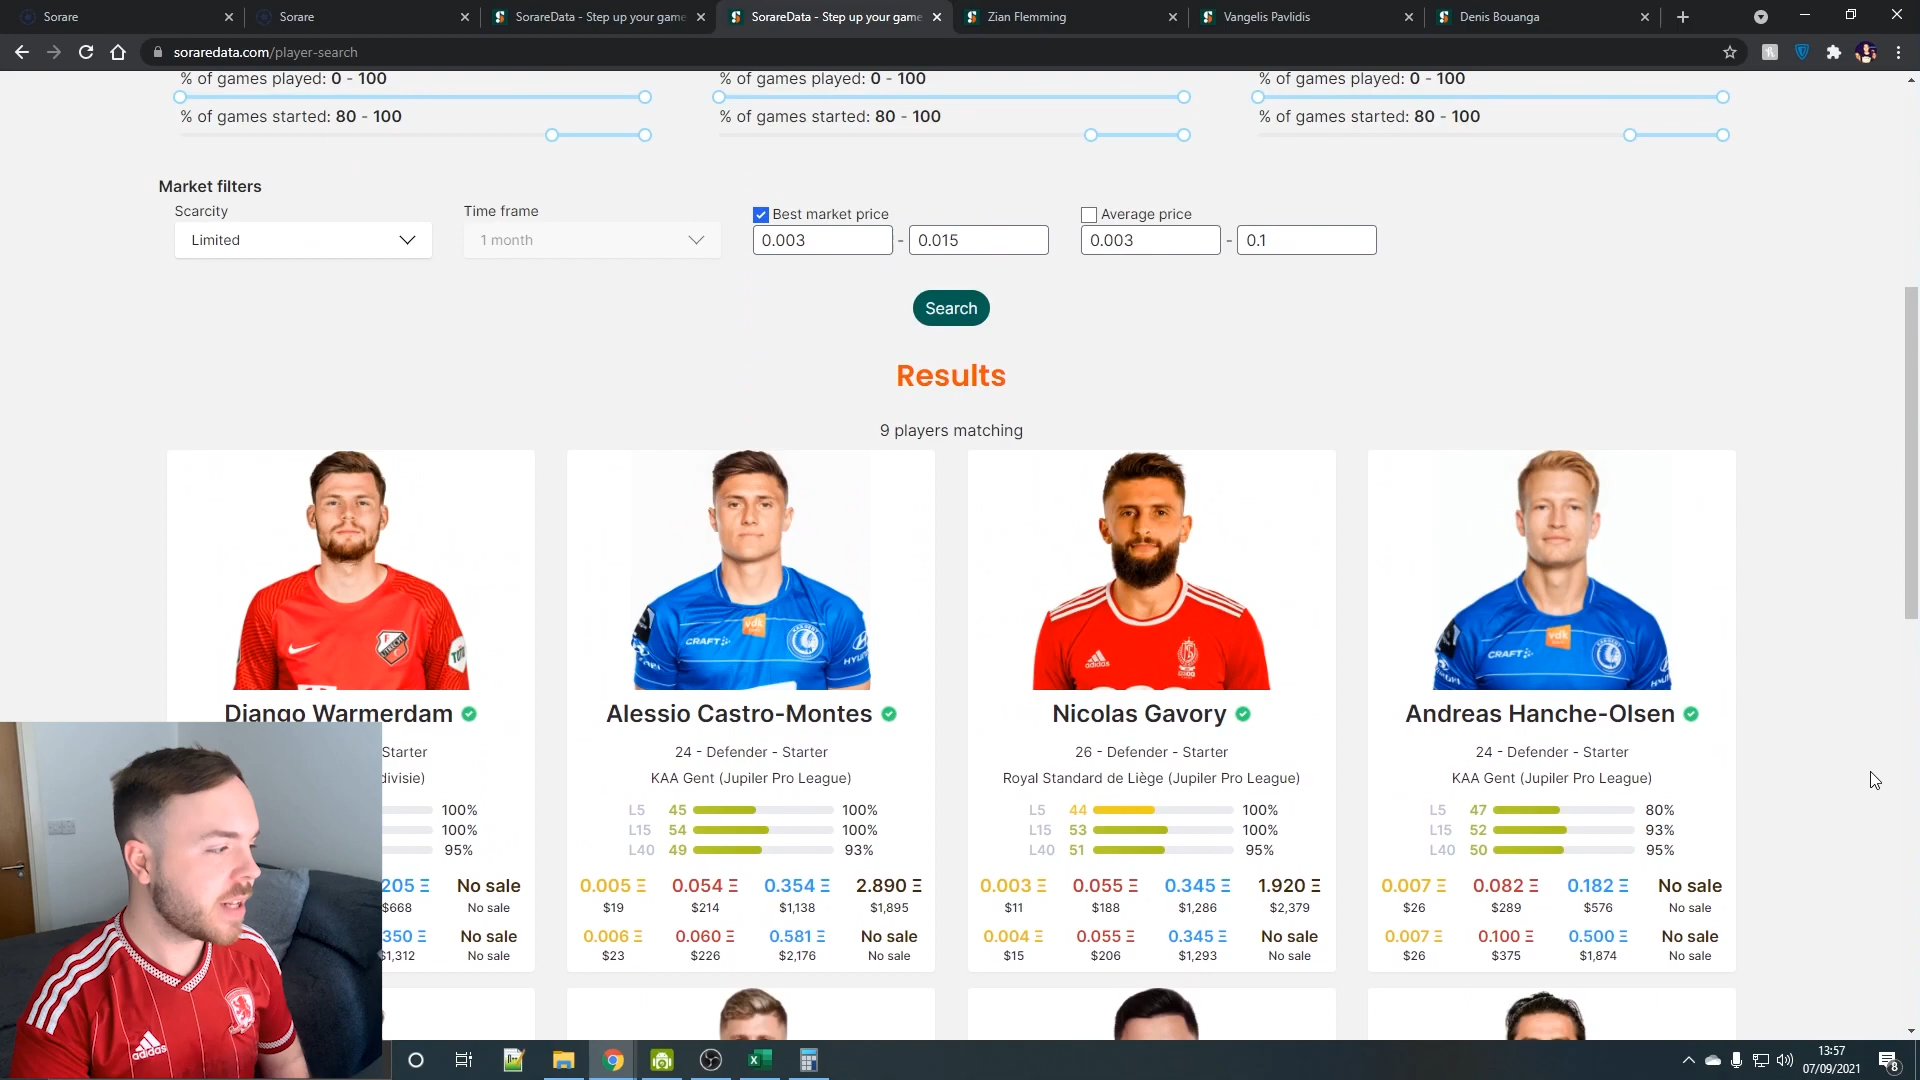 Sorare
Sorare
SorareData - Step up your game
SorareData - Step up your game
Zian Flemming
Vangelis Pavlidis
Denis Bouanga
soraredata.com/player-search
% of games played: 0 - 100
% of games played: 0 - 100
% of games played: 0 - 100
% of games started: 80 - 100
% of games started: 80 - 100
% of games started: 80 - 100
Market filters
Scarcity
Time frame
Best market price
Average price
Limited
1 month
0.003 - 0.015
0.003 - 0.1
Search
Results
9 players matching
Django Warmerdam
Starter
divisie)
100%
100%
95%
205 Ξ No sale
$668 No sale
350 Ξ No sale
$1,312 No sale
Alessio Castro-Montes
24 - Defender - Starter
KAA Gent (Jupiler Pro League)
L5 45 100%
L15 54 100%
L40 49 93%
0.005 Ξ 0.054 Ξ 0.354 Ξ 2.890 Ξ
$19 $214 $1,138 $1,895
0.006 Ξ 0.060 Ξ 0.581 Ξ No sale
$23 $226 $2,176 No sale
Nicolas Gavory
26 - Defender - Starter
Royal Standard de Liège (Jupiler Pro League)
L5 44 100%
L15 53 100%
L40 51 95%
0.003 Ξ 0.055 Ξ 0.345 Ξ 1.920 Ξ
$11 $188 $1,286 $2,379
0.004 Ξ 0.055 Ξ 0.345 Ξ No sale
$15 $206 $1,293 No sale
Andreas Hanche-Olsen
24 - Defender - Starter
KAA Gent (Jupiler Pro League)
L5 47 80%
L15 52 93%
L40 50 95%
0.007 Ξ 0.082 Ξ 0.182 Ξ No sale
$26 $289 $576 No sale
0.007 Ξ 0.100 Ξ 0.500 Ξ No sale
$26 $375 $1,874 No sale
vdk
CRAFT
adidas
vdk
CRAFT
adidas
13:57
07/09/2021
8